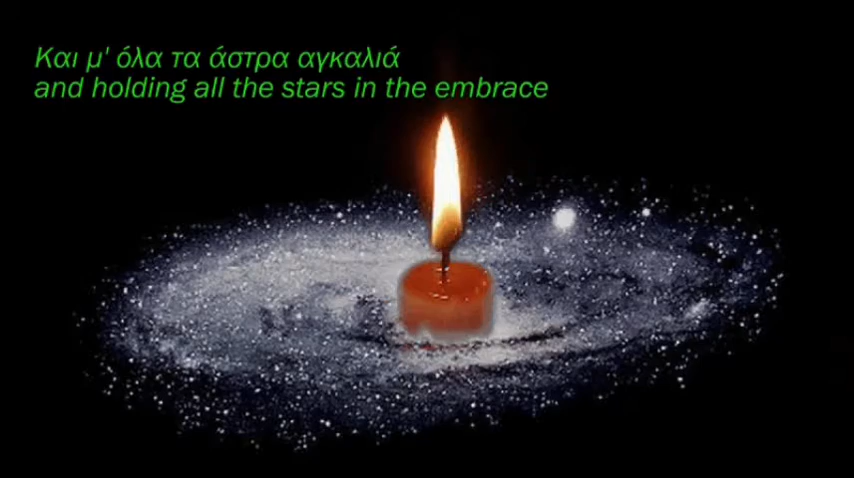 Και μ' όλα τα άστρα αγκαλιά
and holding all the stars in the embrace